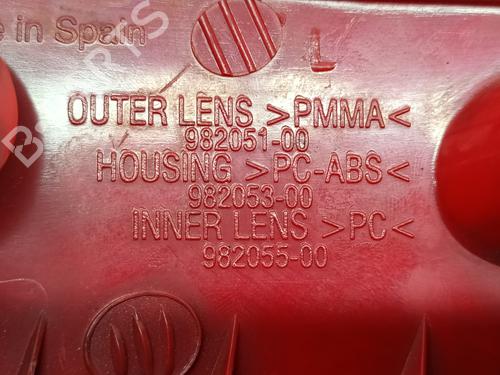 in Spain
L
OUTER LENS >PMMA<
982051-00
HOUSING >PC-ABS<
982053-00
INNER LENS >PC<
982055-00